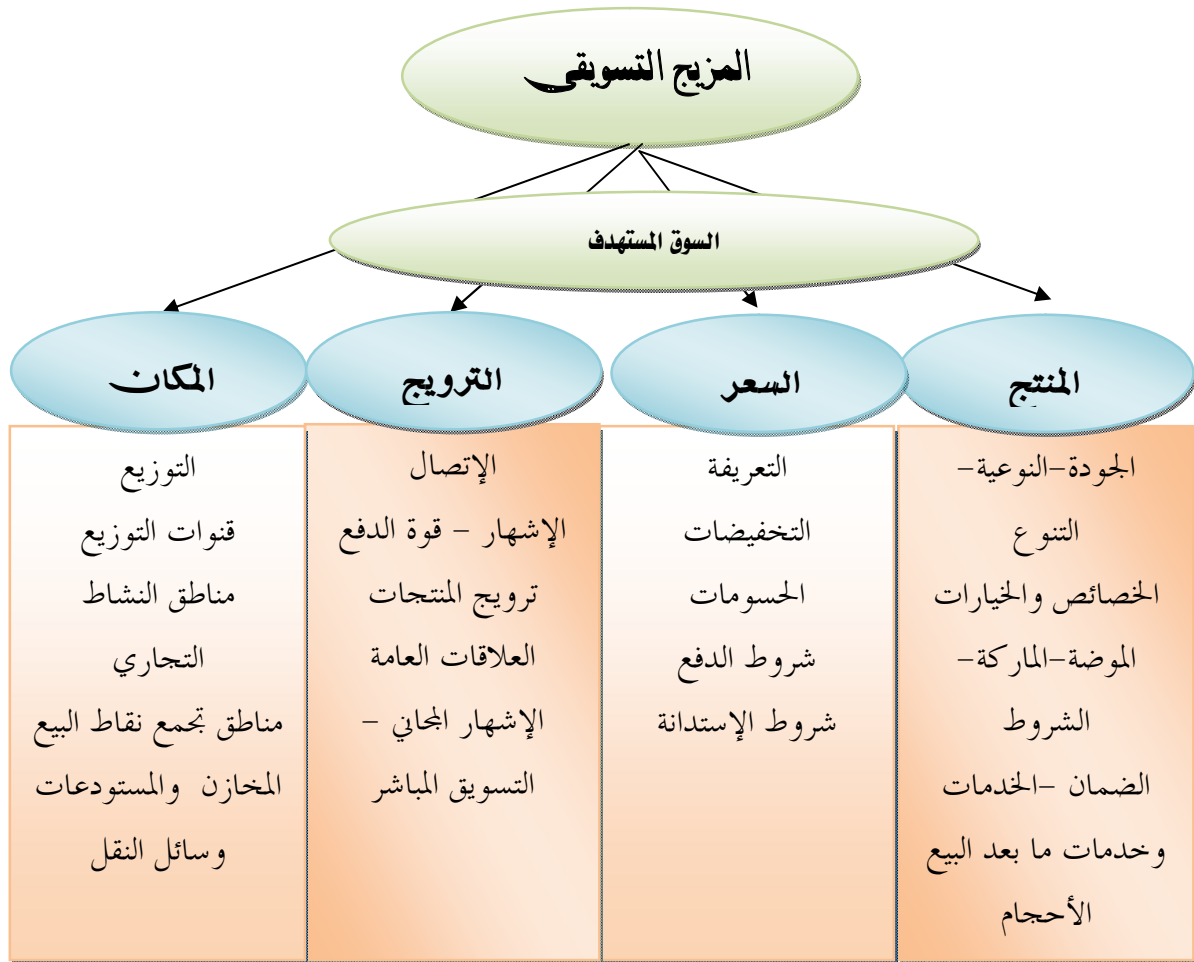 المزيج التسويقي
السوق المستهدف
المنتج
الجودة–النوعية–
التنوع
الخصائص والخيارات
الموضة–الماركة–
الشروط
الضمان –الخدمات
وخدمات ما بعد البيع
الأحجام
السعر
التعريفة
التخفيضات
الحسومات
شروط الدفع
شروط الإستدانة
الترويج
الإتصال
الإشهار – قوة الدفع
ترويج المنتجات
العلاقات العامة
الإشهار المجاني –
التسويق المباشر
المكان
التوزيع
قنوات التوزيع
مناطق النشاط
التجاري
مناطق تجمع نقاط البيع
المخازن والمستودعات
وسائل النقل